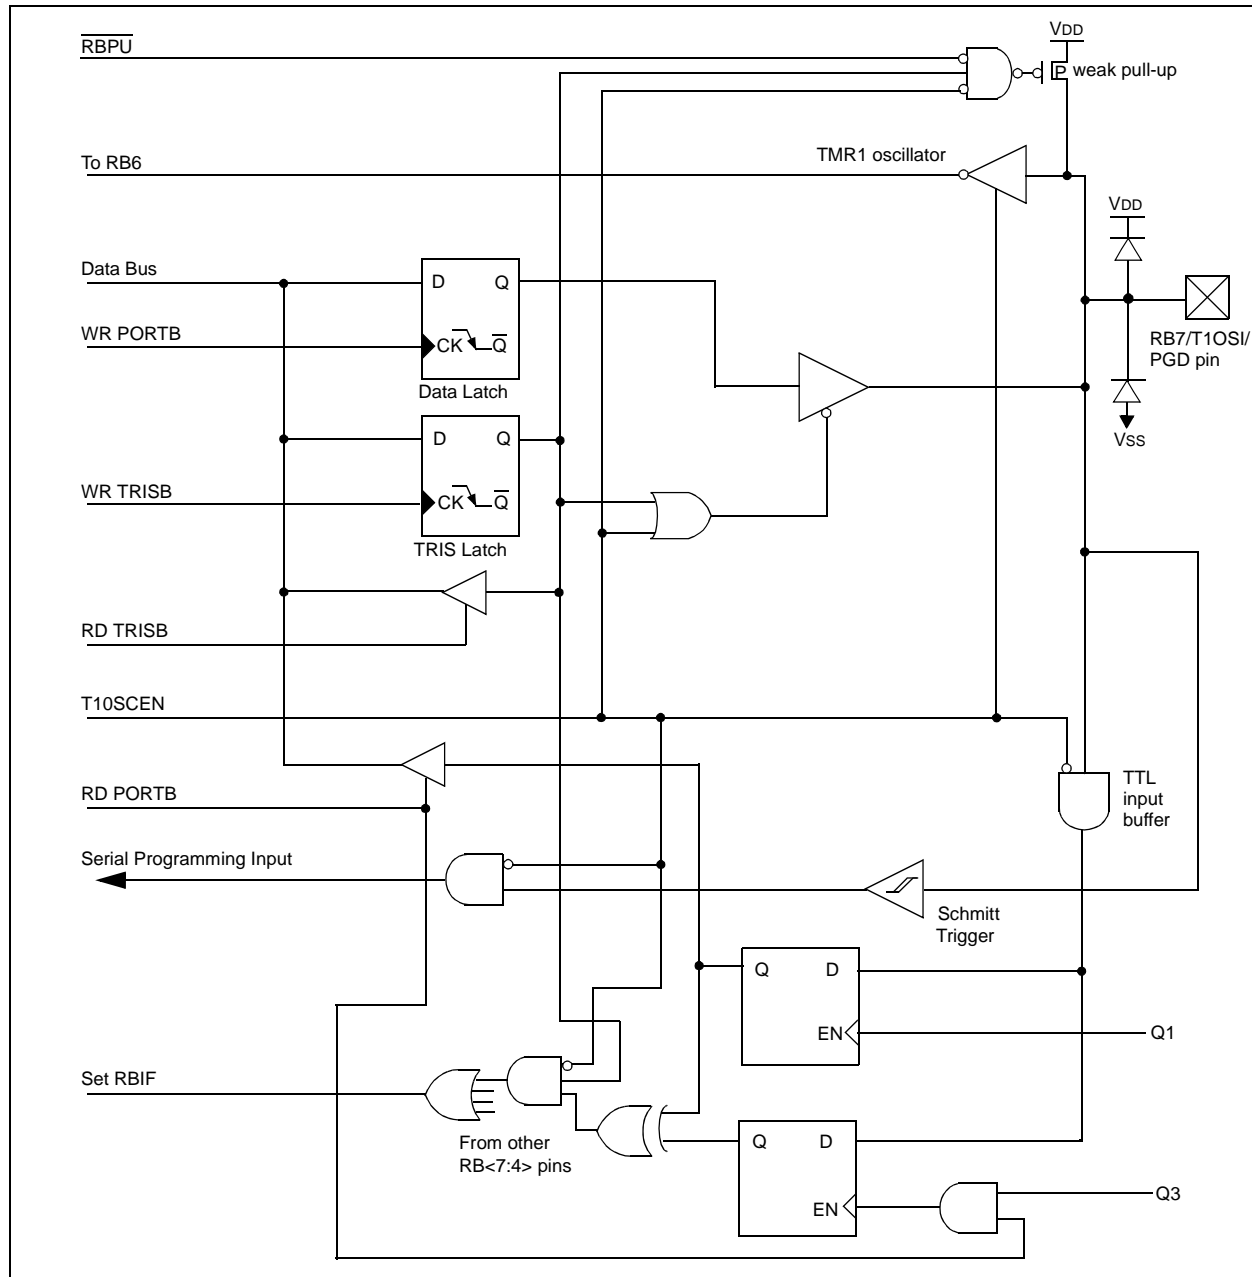 RBPU
VDD
P
weak pull-up
To RB6
TMR1 oscillator
VDD
Data Bus
D
Q
WR PORTB
CK
Q
Data Latch
RB7/T1OSI/
PGD pin
D
Q
VSS
WR TRISB
CK
Q
TRIS Latch
RD TRISB
T10SCEN
RD PORTB
TTL
input
buffer
Serial Programming Input
Schmitt
Trigger
Q
D
EN
Q1
Set RBIF
From other
RB<7:4> pins
Q
D
EN
Q3